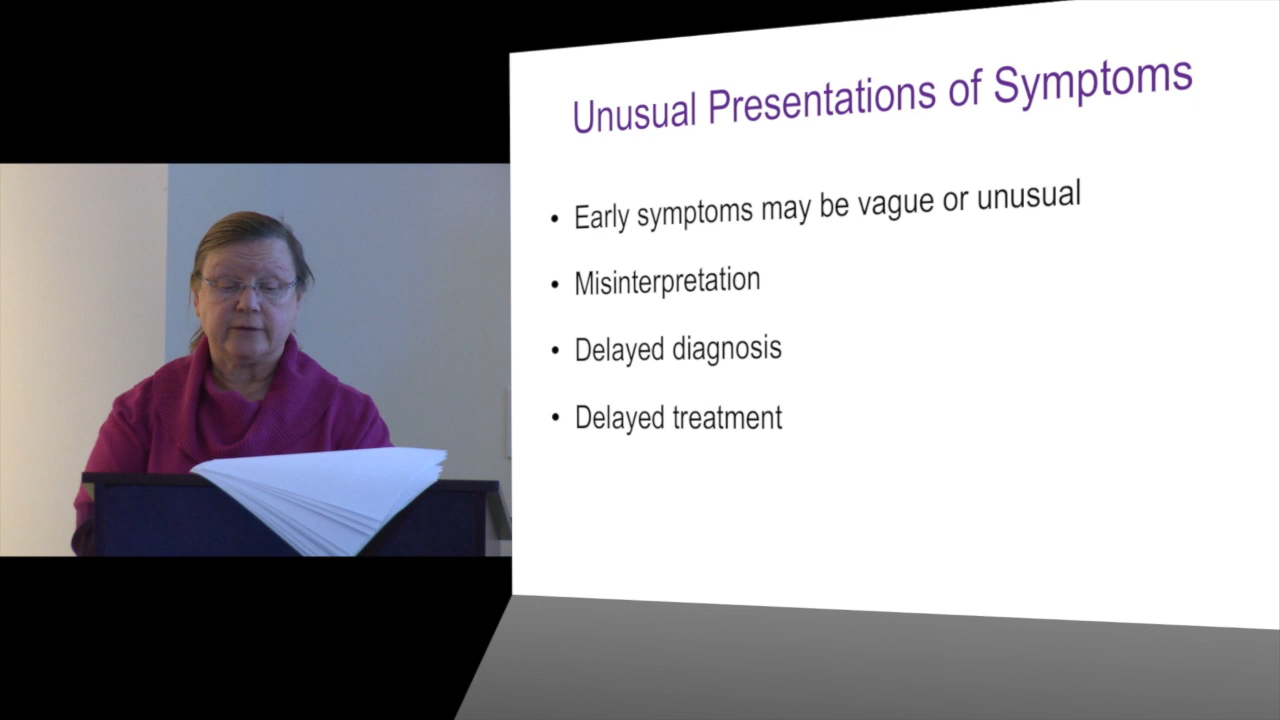 Unusual Presentations of Symptoms
• Early symptoms may be vague or unusual
• Misinterpretation
• Delayed diagnosis
• Delayed treatment